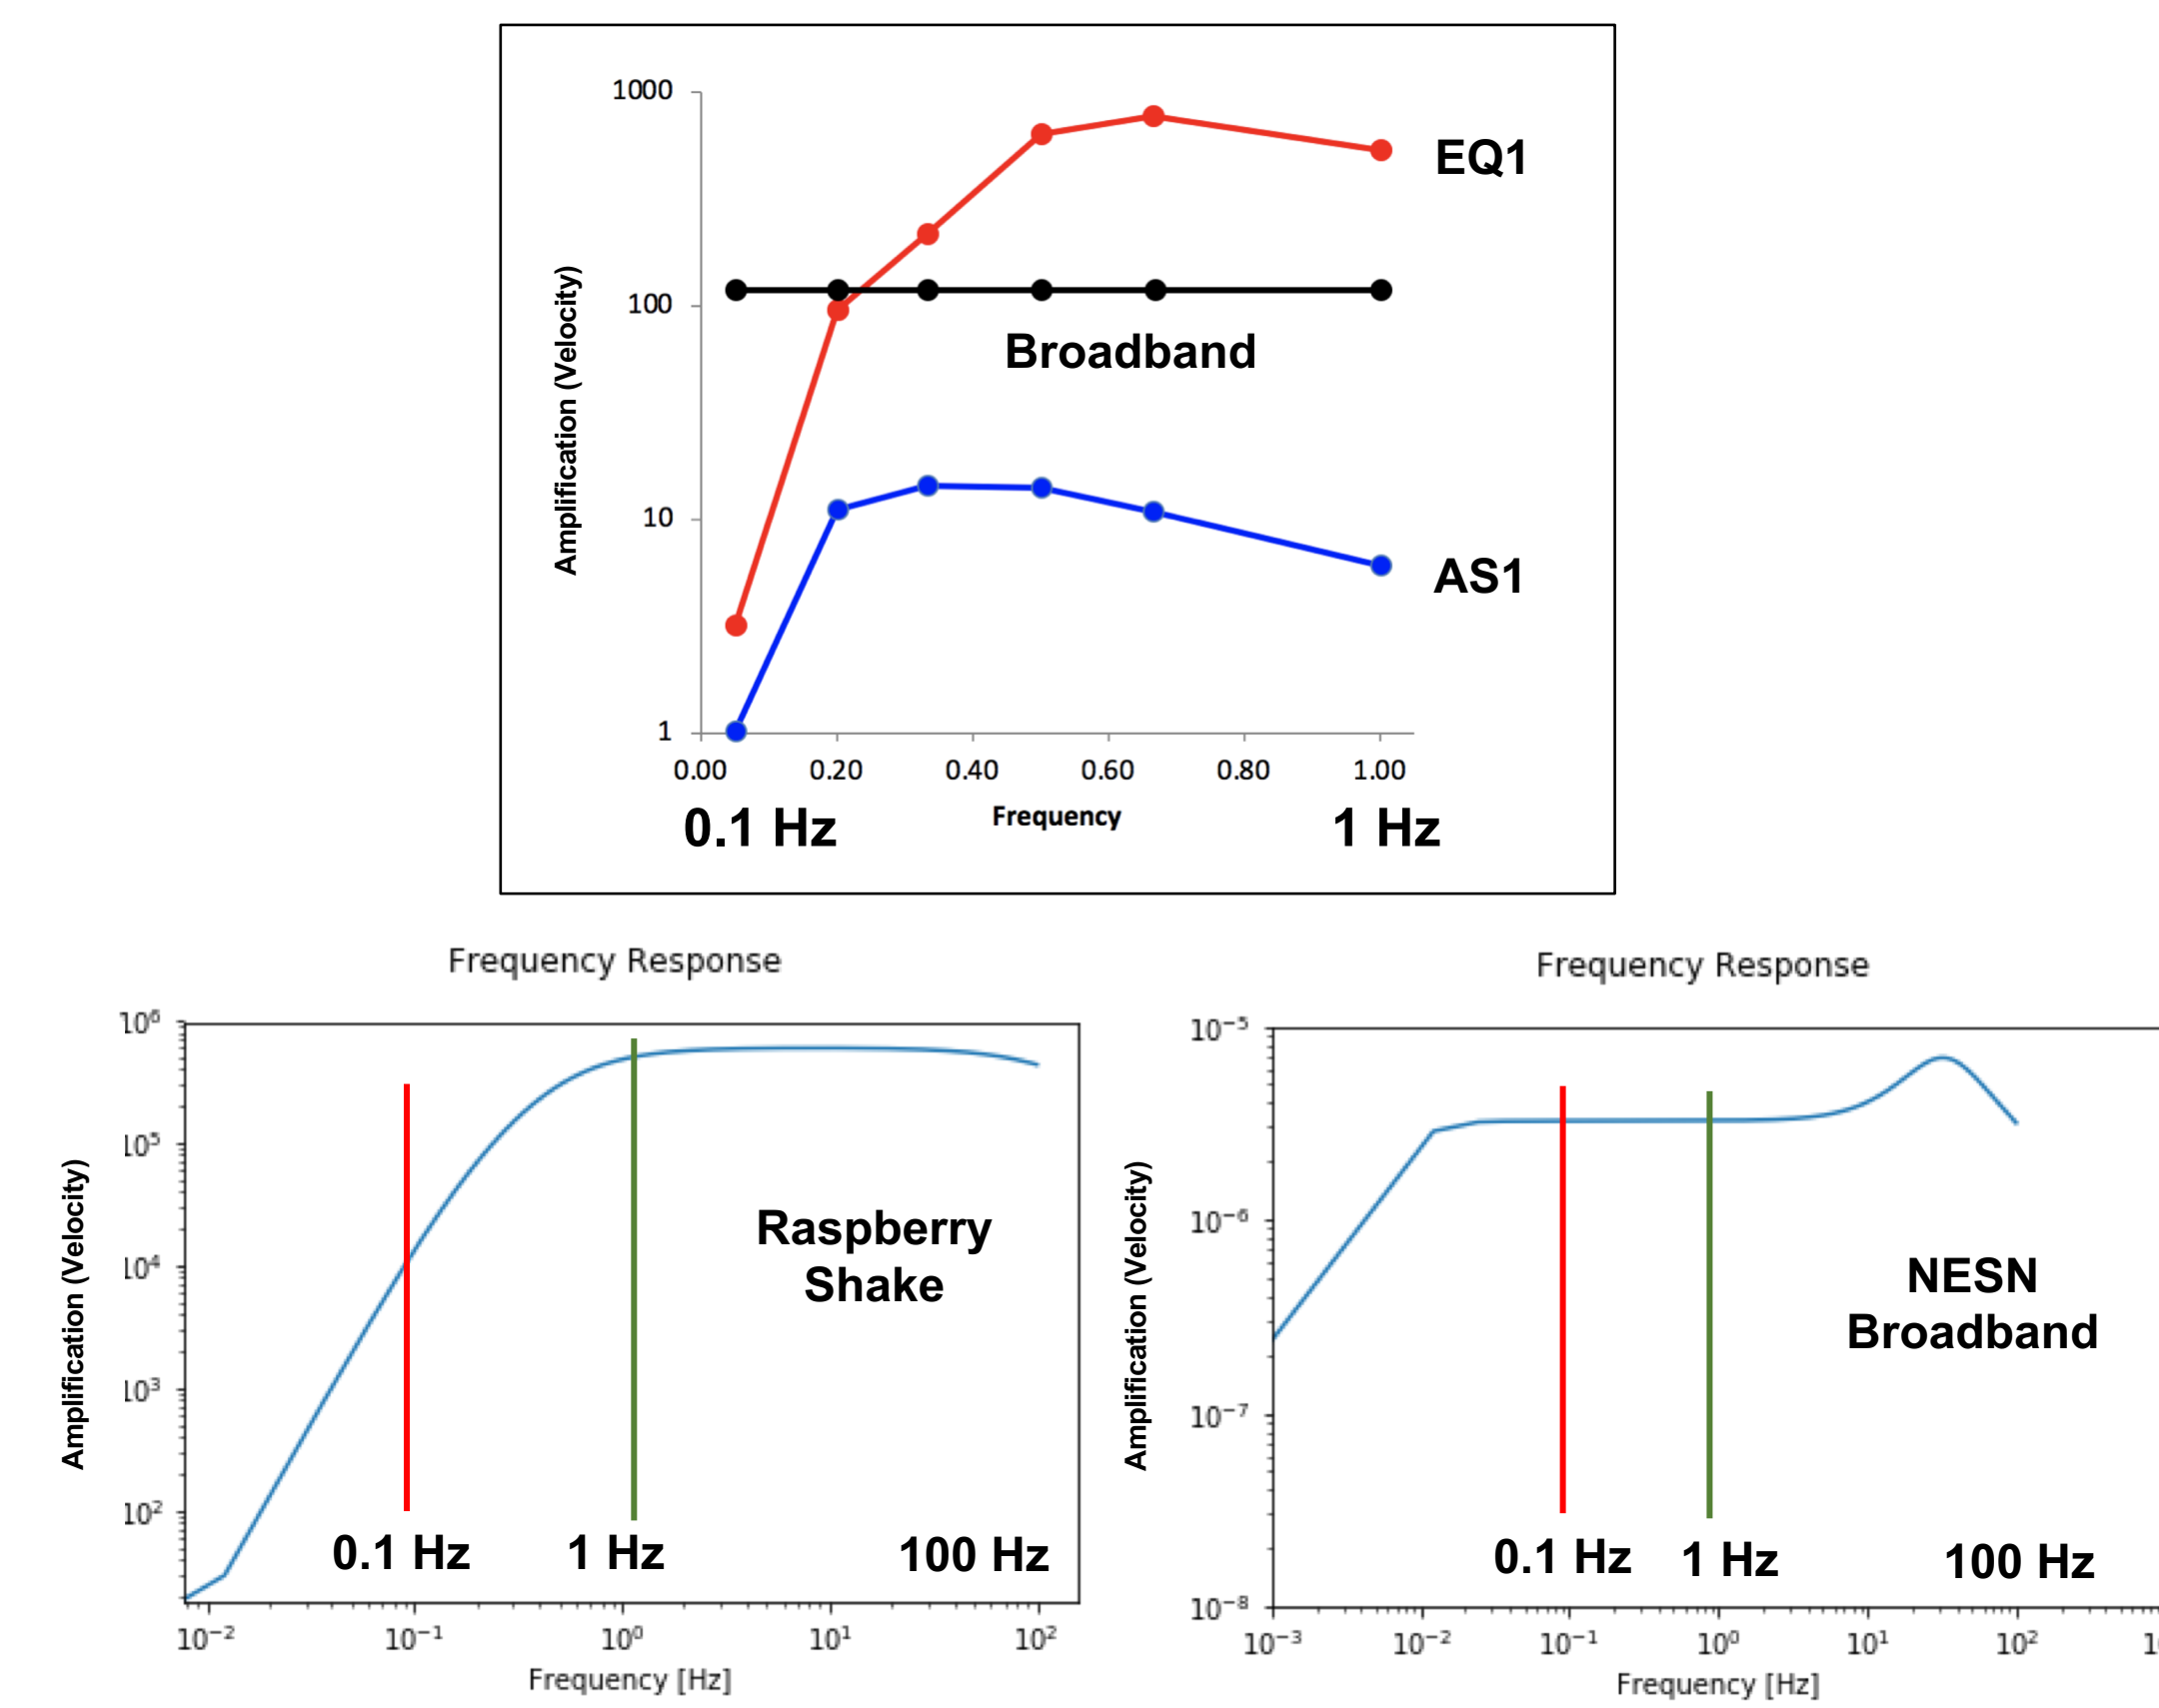 1000
100
10
1
Amplification (Velocity)
EQ1
Broadband
AS1
0.00 0.20 0.40 0.60 0.80 1.00
0.1 Hz Frequency 1 Hz
Frequency Response
10⁶
10⁵
10⁴
10³
10²
Amplification (Velocity)
Raspberry
Shake
0.1 Hz 1 Hz 100 Hz
10⁻² 10⁻¹ 10⁰ 10¹ 10²
Frequency [Hz]
Frequency Response
10⁻⁵
10⁻⁶
10⁻⁷
10⁻⁸
Amplification (Velocity)
NESN
Broadband
0.1 Hz 1 Hz 100 Hz
10⁻³ 10⁻² 10⁻¹ 10⁰ 10¹ 10²
Frequency [Hz]